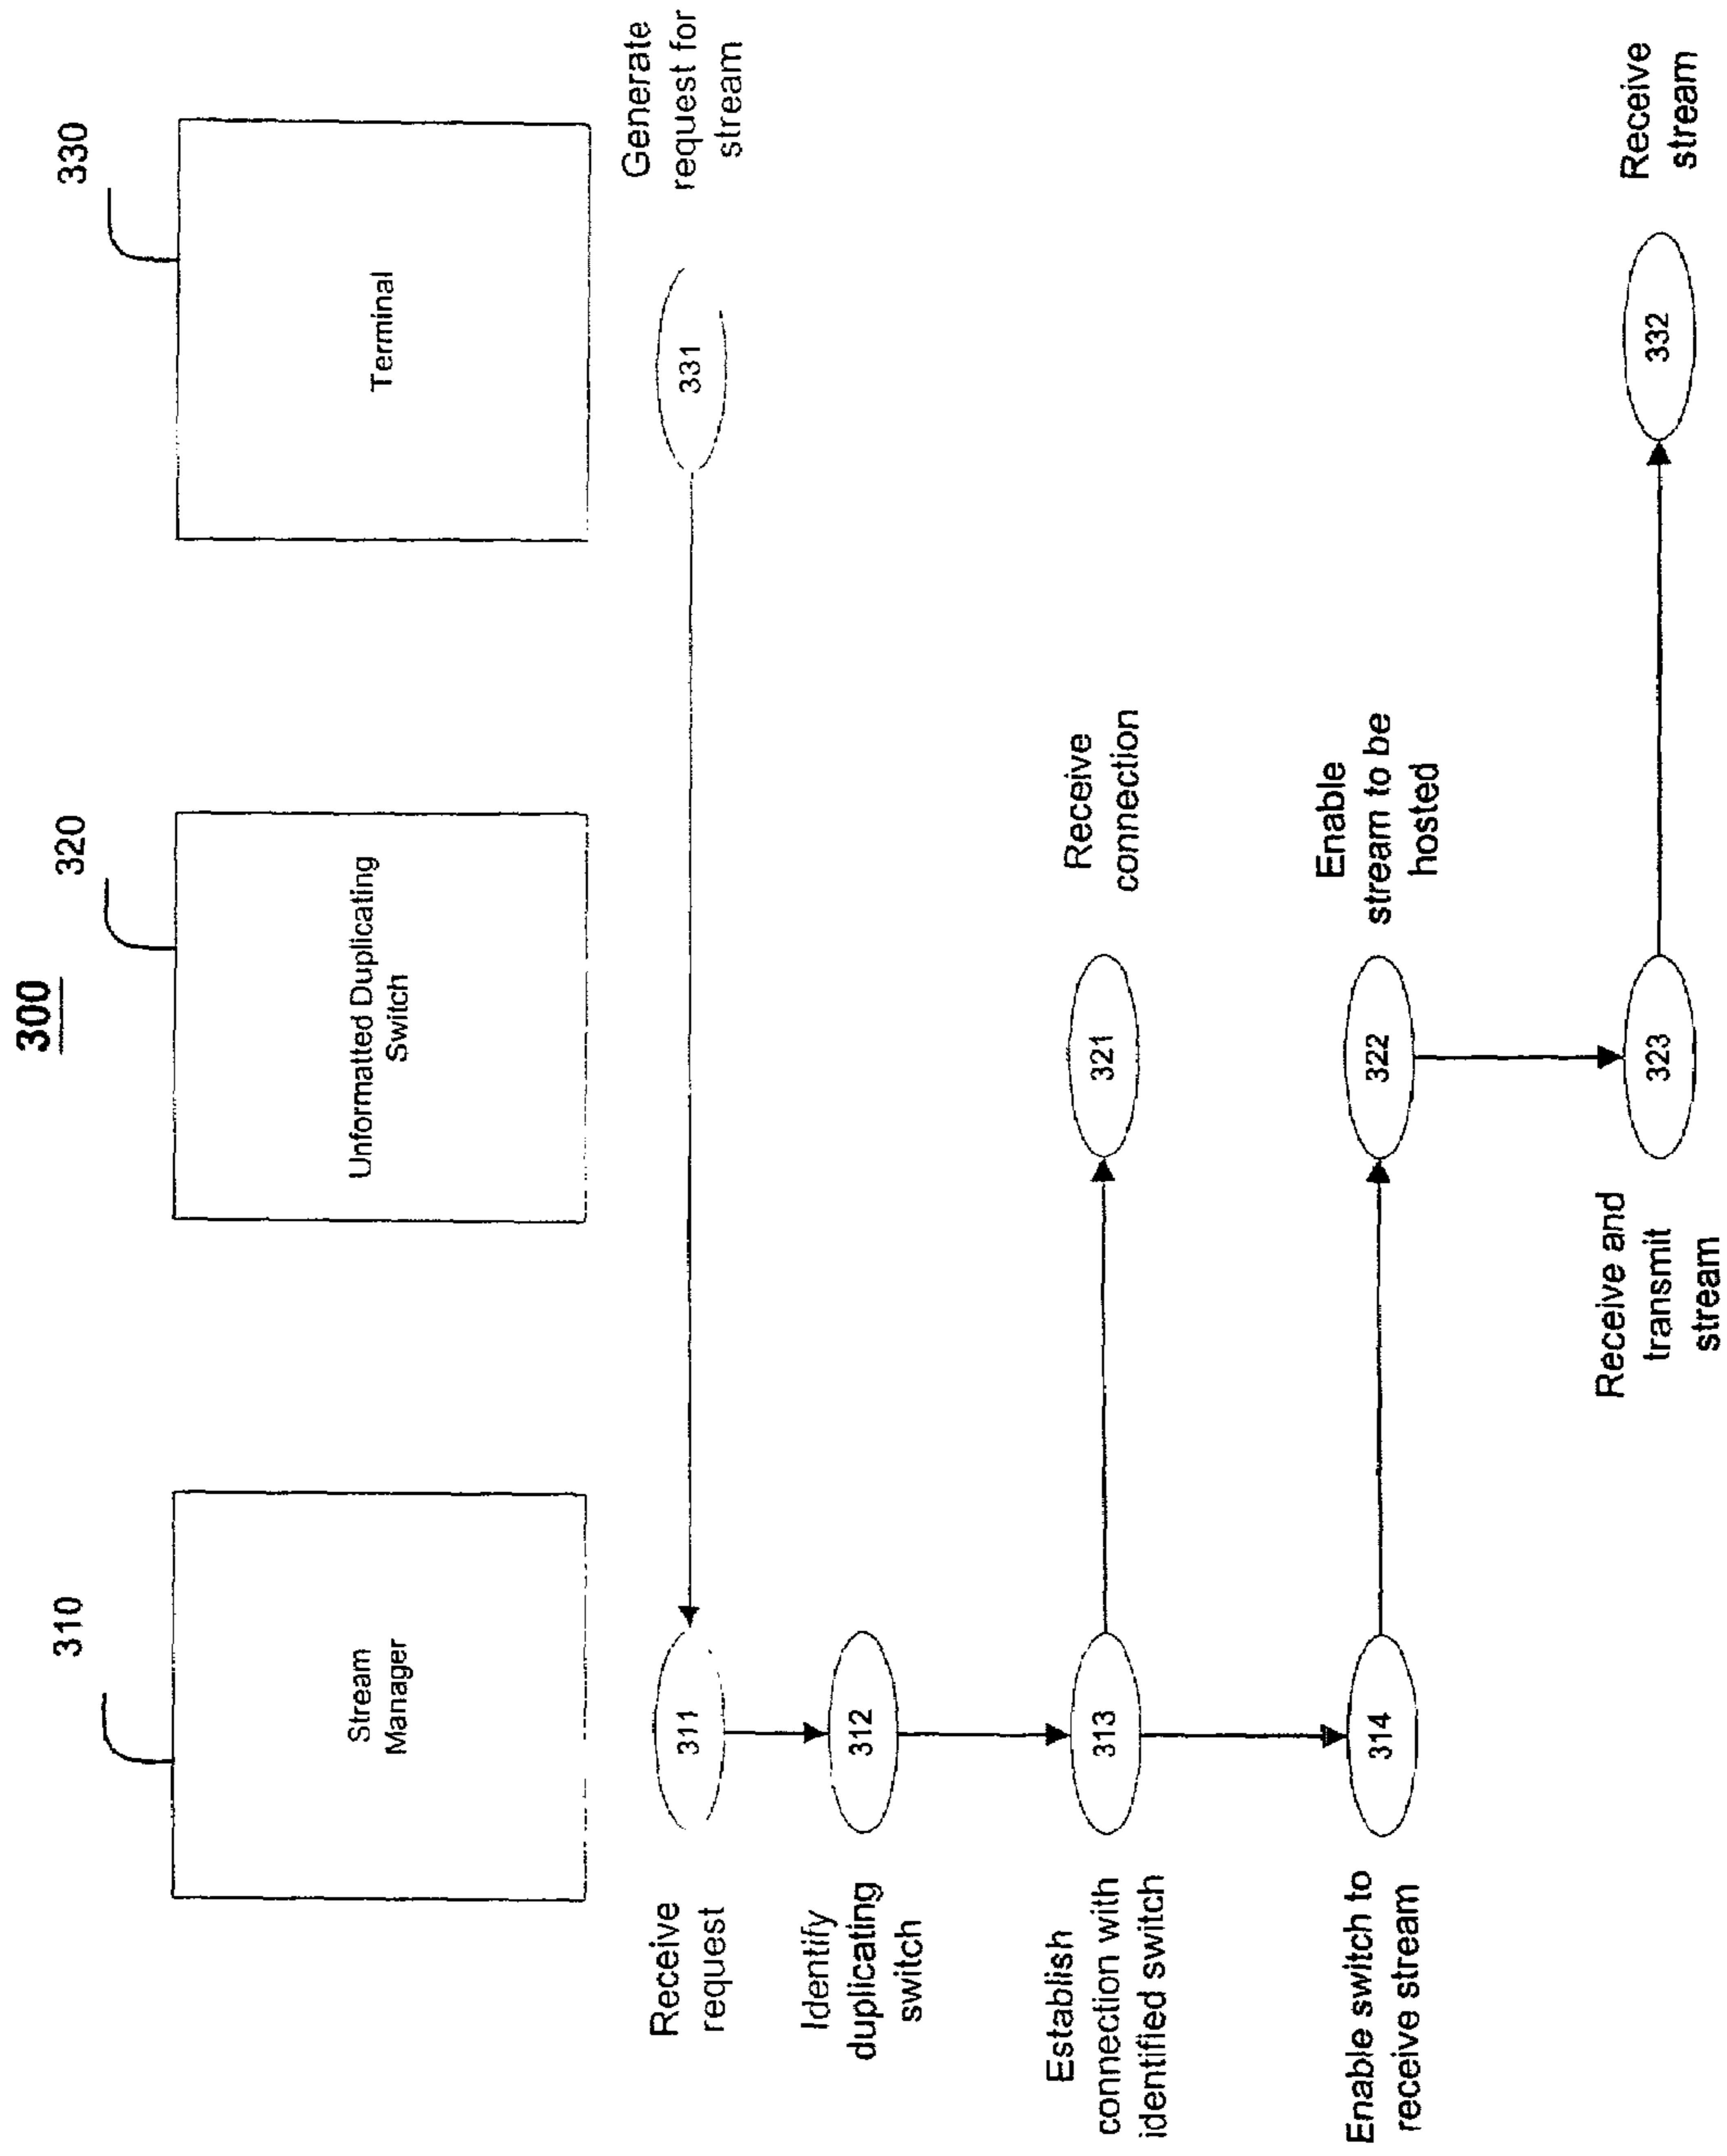 300
310
320
330
Stream
Manager
Unformatted Duplicating
Switch
Terminal
Receive
request
311
331
Generate
request for
stream
Identify
duplicating
switch
312
Establish
connection with
identified switch
313
321
Receive
connection
Enable switch to
receive stream
314
322
Enable
stream to be
hosted
Receive and
transmit
stream
323
332
Receive
stream